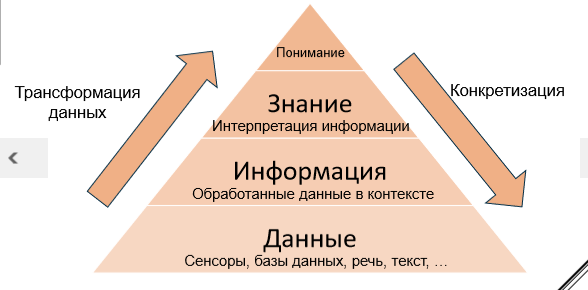 Понимание
Трансформация
данных
Конкретизация
Знание
Интерпретация информации
Информация
Обработанные данные в контексте
Данные
Сенсоры, базы данных, речь, текст, ...